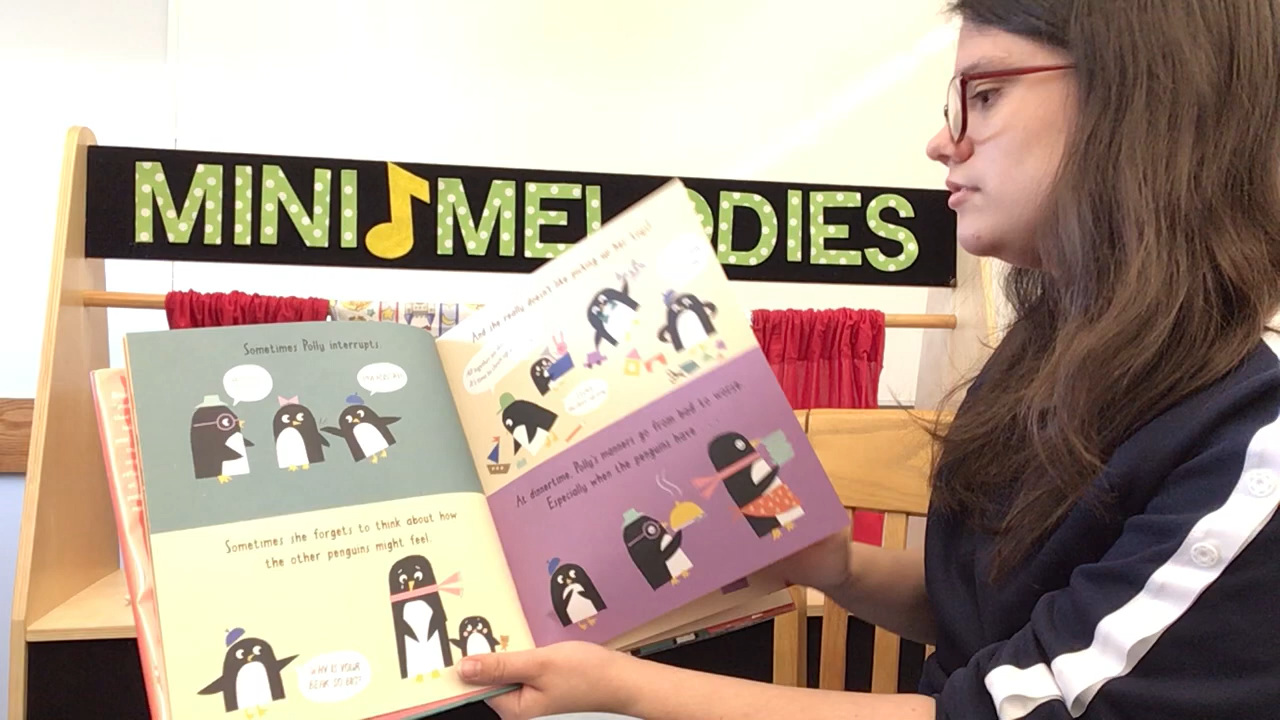 MINI MELODIES
Sometimes Polly interrupts.
Sometimes she forgets to think about how
the other penguins might feel.
WHY IS YOUR
BEAK SO BIG?
And she really doesn't like picking up her toys!
At dinnertime, Polly's manners go from bad to worse.
Especially when the penguins have